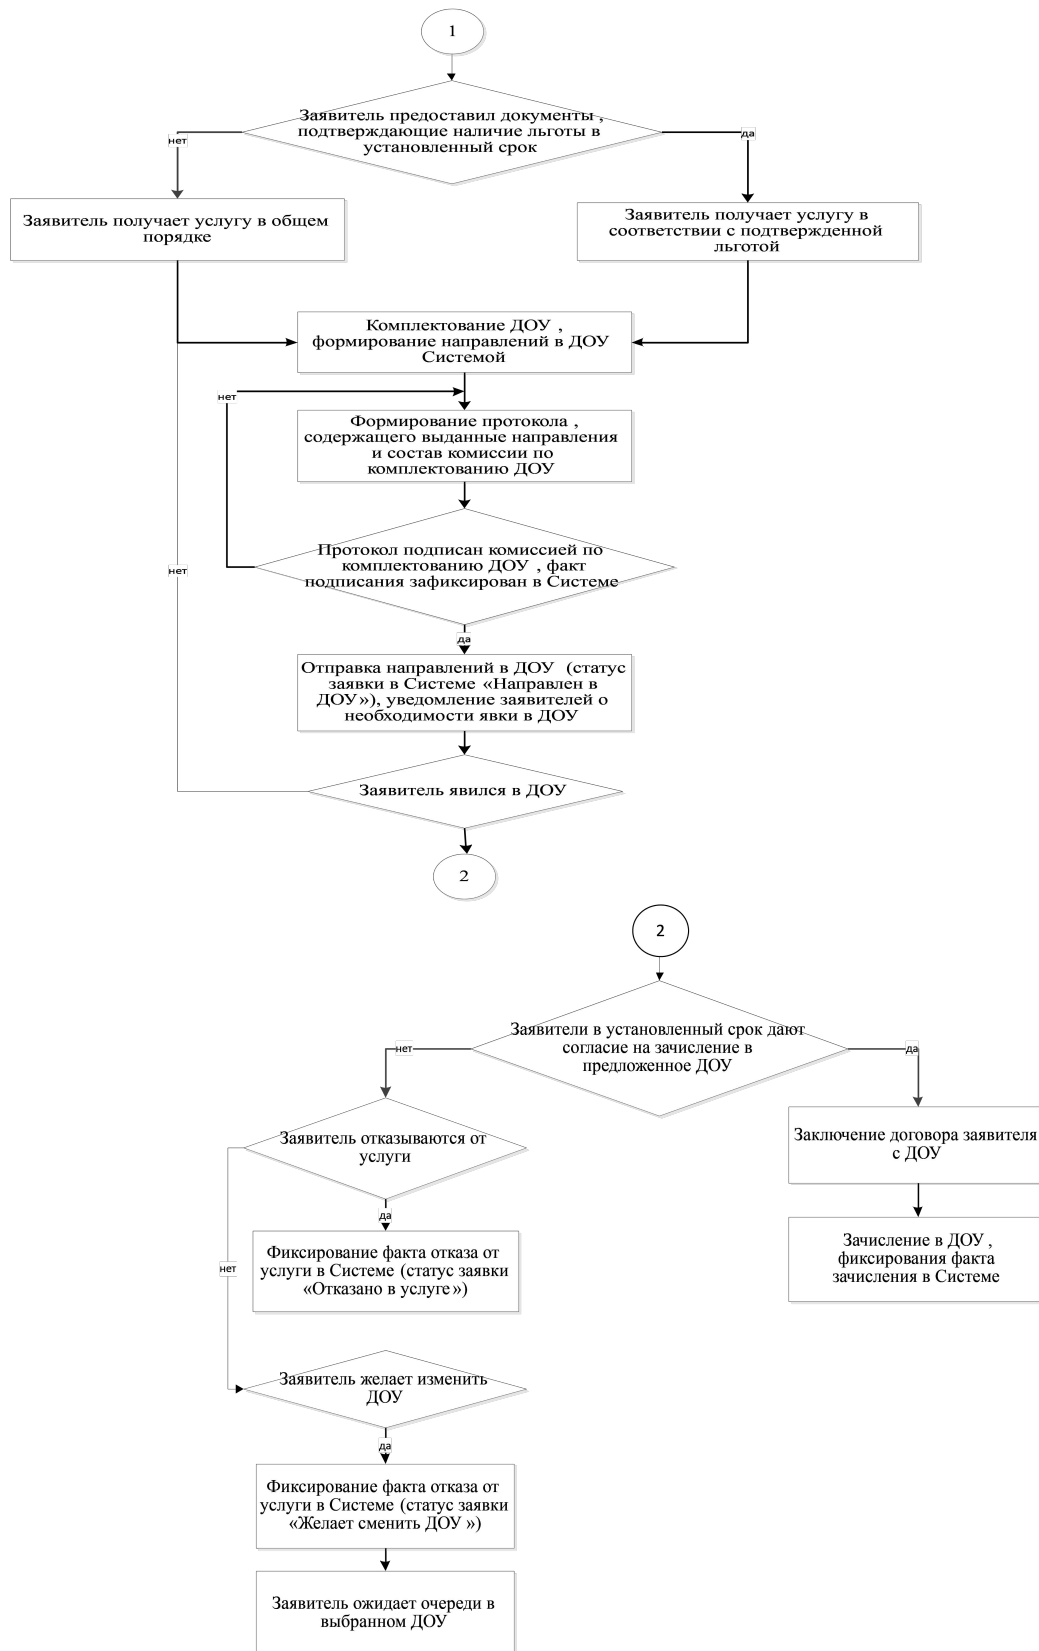 1
Заявитель предоставил документы ,
подтверждающие наличие льготы в
установленный срок
нет
да
Заявитель получает услугу в общем
порядке
Заявитель получает услугу в
соответствии с подтвержденной
льготой
Комплектование ДОУ ,
формирование направлений в ДОУ
Системой
нет
Формирование протокола ,
содержащего выданные направления
и состав комиссии по
комплектованию ДОУ
Протокол подписан комиссией по
комплектованию ДОУ , факт
подписания зафиксирован в Системе
нет
да
Отправка направлений в ДОУ (статус
заявки в Системе «Направлен в
ДОУ»), уведомление заявителей о
необходимости явки в ДОУ
Заявитель явился в ДОУ
2
2
Заявители в установленный срок дают
согласие на зачисление в
предложенное ДОУ
нет
да
Заявитель отказываются от
услуги
Заключение договора заявителя
с ДОУ
да
Фиксирование факта отказа от
услуги в Системе (статус заявки
«Отказано в услуге»)
Зачисление в ДОУ ,
фиксирования факта
зачисления в Системе
нет
Заявитель желает изменить
ДОУ
да
Фиксирование факта отказа от
услуги в Системе (статус заявки
«Желает сменить ДОУ »)
Заявитель ожидает очереди в
выбранном ДОУ